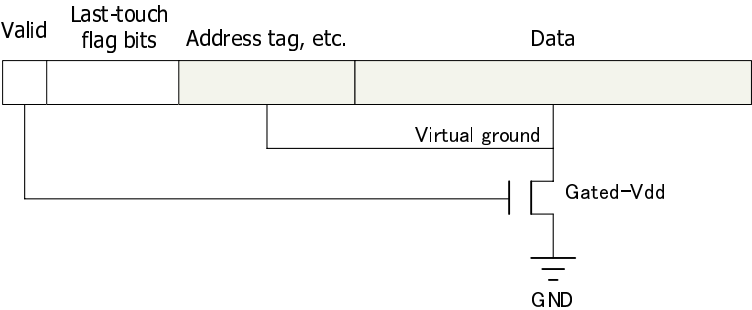 Valid
Last-touch
flag bits
Address tag, etc.
Data
Virtual ground
Gated-Vdd
GND